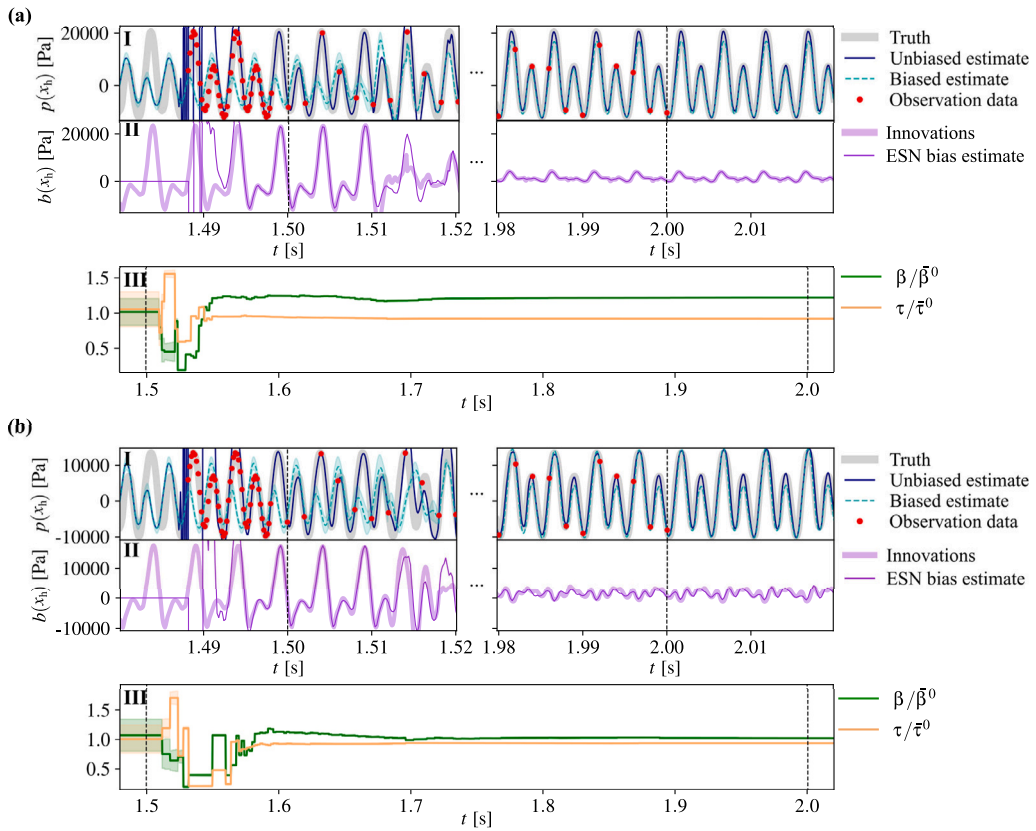 (a)
I
20000
0
p(xₕ) [Pa]
...
Truth
Unbiased estimate
Biased estimate
Observation data
II
20000
0
b(xₕ) [Pa]
...
Innovations
ESN bias estimate
1.49 1.50 1.51 1.52 1.98 1.99 2.00 2.01
t [s] t [s]
III
1.5
1.0
0.5
β/β̄⁰
τ/τ̄⁰
1.5 1.6 1.7 1.8 1.9 2.0
t [s]
(b)
I
10000
0
-10000
p(xₕ) [Pa]
...
Truth
Unbiased estimate
Biased estimate
Observation data
II
10000
0
-10000
b(xₕ) [Pa]
...
Innovations
ESN bias estimate
1.49 1.50 1.51 1.52 1.98 1.99 2.00 2.01
t [s] t [s]
III
1.5
1.0
0.5
β/β̄⁰
τ/τ̄⁰
1.5 1.6 1.7 1.8 1.9 2.0
t [s]